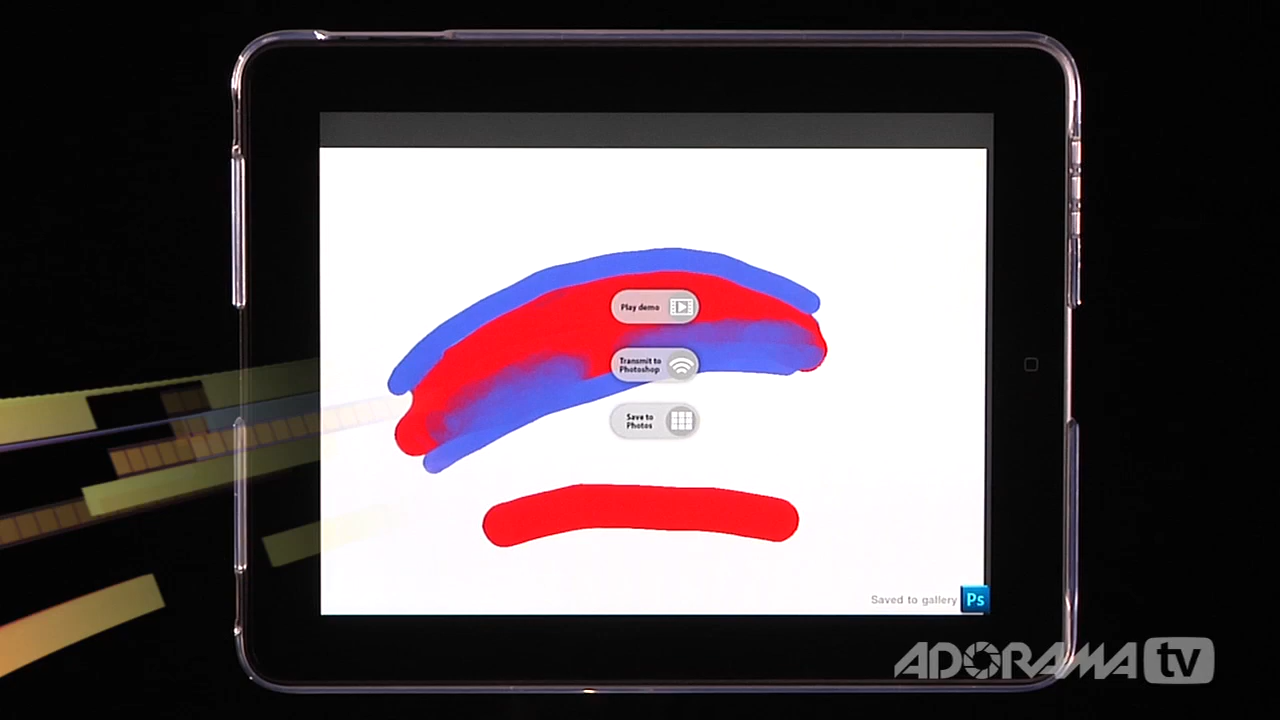 Play demo
Transmit to
Photoshop
Save to
Photos
Saved to gallery
Ps
ADORAMA tv